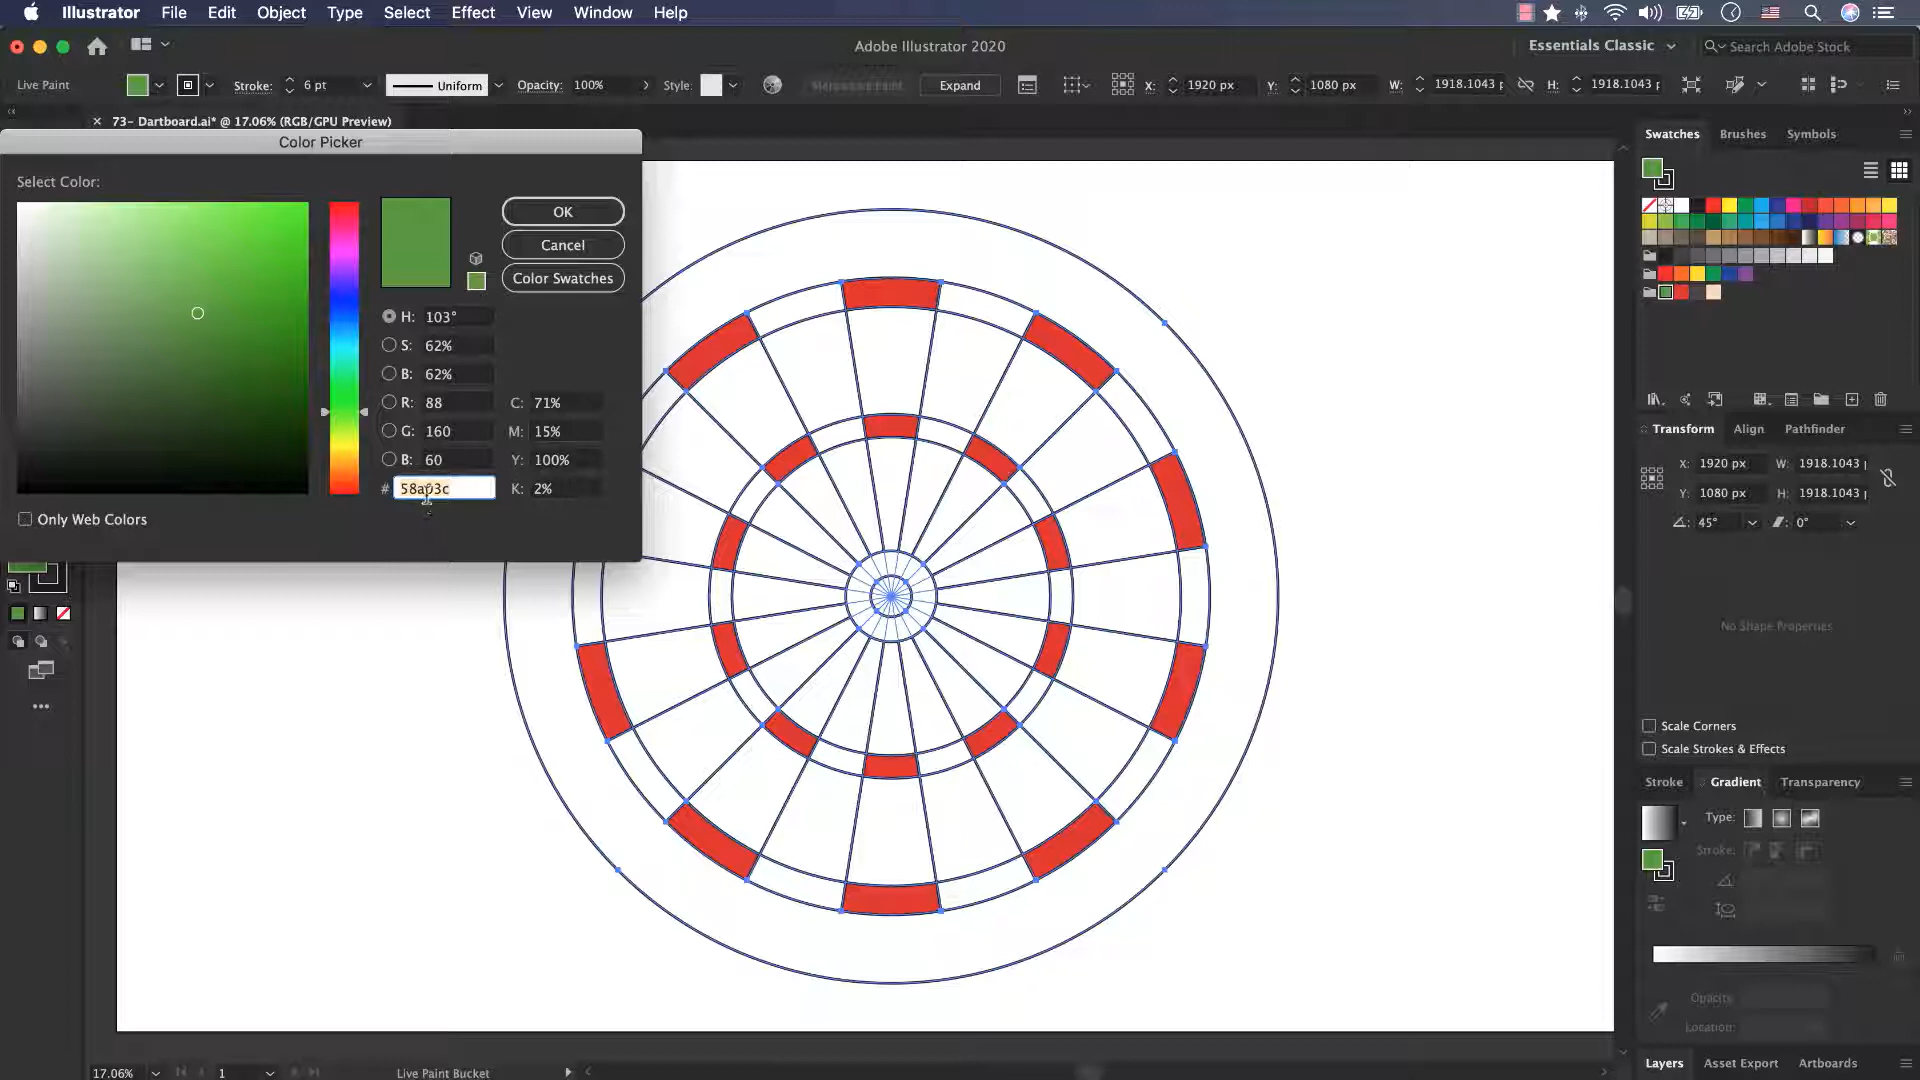 Illustrator File Edit Object Type Select Effect View Window Help
Adobe Illustrator 2020
Essentials Classic
Search Adobe Stock
Live Paint
Stroke: 6 pt
Uniform
Opacity: 100%
Style:
Expand
X: 1920 px
Y: 1080 px
W: 1918.1043 p
H: 1918.1043 p
× 73- Dartboard.ai* @ 17.06% (RGB/GPU Preview)
Color Picker
Select Color:
OK
Cancel
Color Swatches
H: 103°
S: 62%
B: 62%
R: 88
C: 71%
G: 160
M: 15%
B: 60
Y: 100%
# 58a03c
K: 2%
Only Web Colors
Swatches Brushes Symbols
Transform Align Pathfinder
X: 1920 px W: 1918.1043 p
Y: 1080 px H: 1918.1043 p
45° 0°
No Shape Properties
Scale Corners
Scale Strokes & Effects
Stroke Gradient Transparency
Type:
Stroke:
Opacity:
Location:
Layers Asset Export Artboards
17.06% 1 Live Paint Bucket